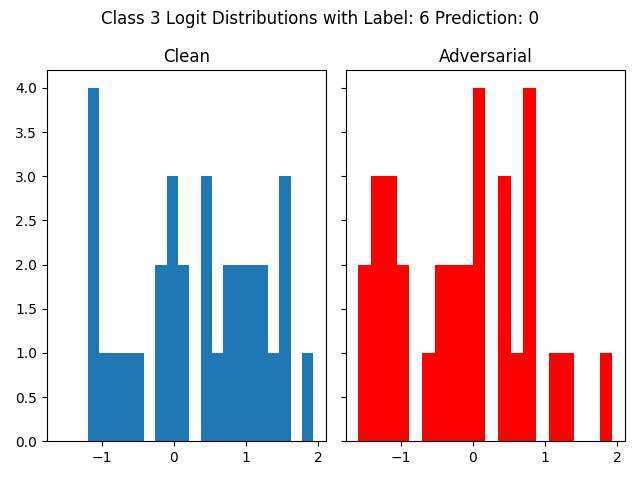 Class 3 Logit Distributions with Label: 6 Prediction: 0
Clean
Adversarial
4.0
3.5
3.0
2.5
2.0
1.5
1.0
0.5
0.0
−1 0 1 2
−1 0 1 2